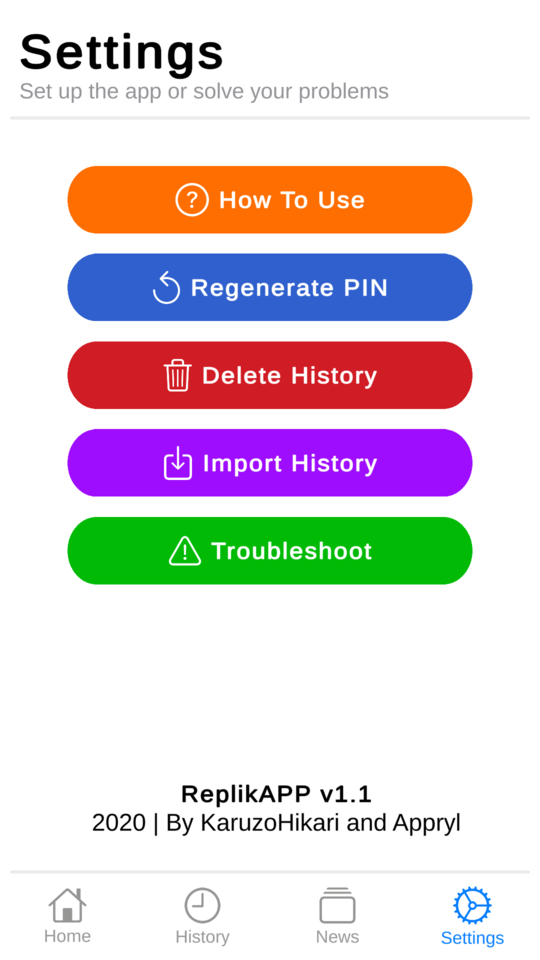 Settings
Set up the app or solve your problems
How To Use
Regenerate PIN
Delete History
Import History
Troubleshoot
ReplikAPP v1.1
2020 | By KaruzoHikari and Appryl
Home
History
News
Settings